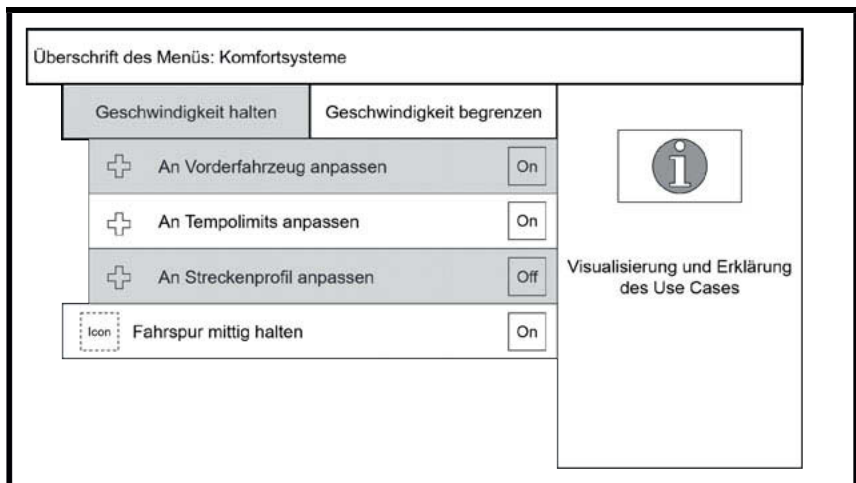 Überschrift des Menüs: Komfortsysteme
Geschwindigkeit halten
Geschwindigkeit begrenzen
An Vorderfahrzeug anpassen
On
An Tempolimits anpassen
On
An Streckenprofil anpassen
Off
Icon
Fahrspur mittig halten
On
i
Visualisierung und Erklärung
des Use Cases